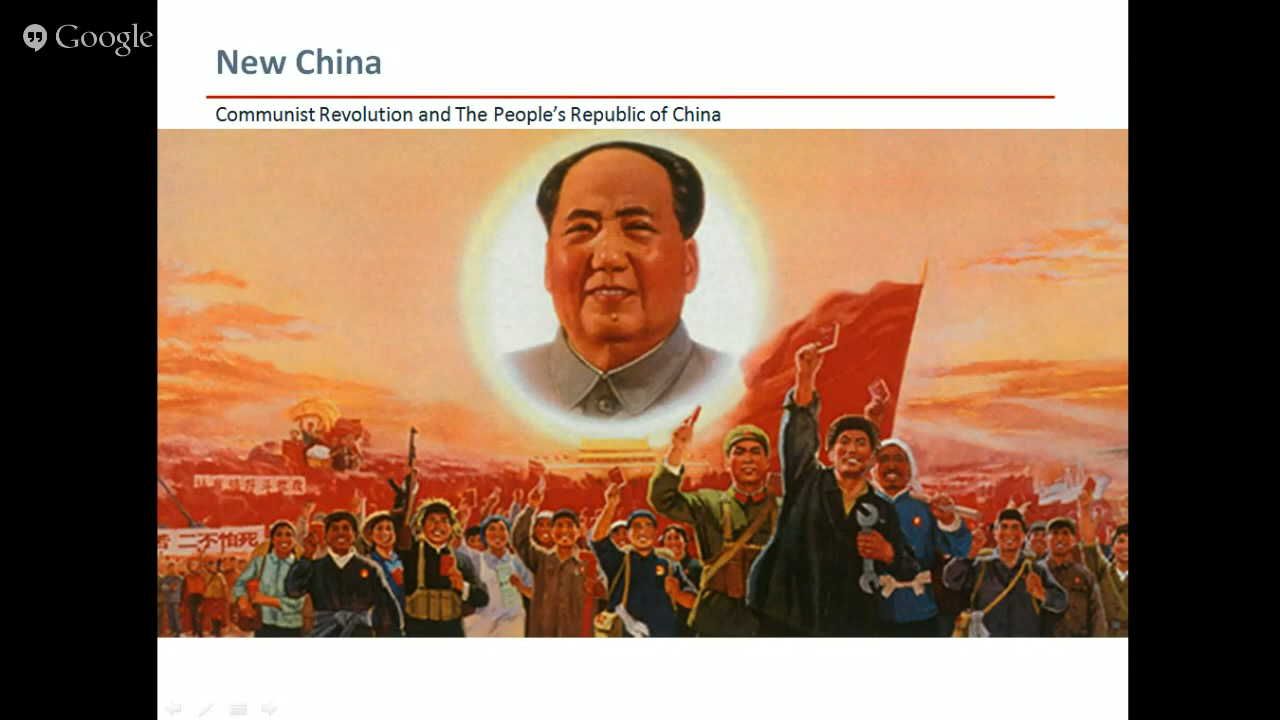 Google
New China
Communist Revolution and The People's Republic of China
二不怕死